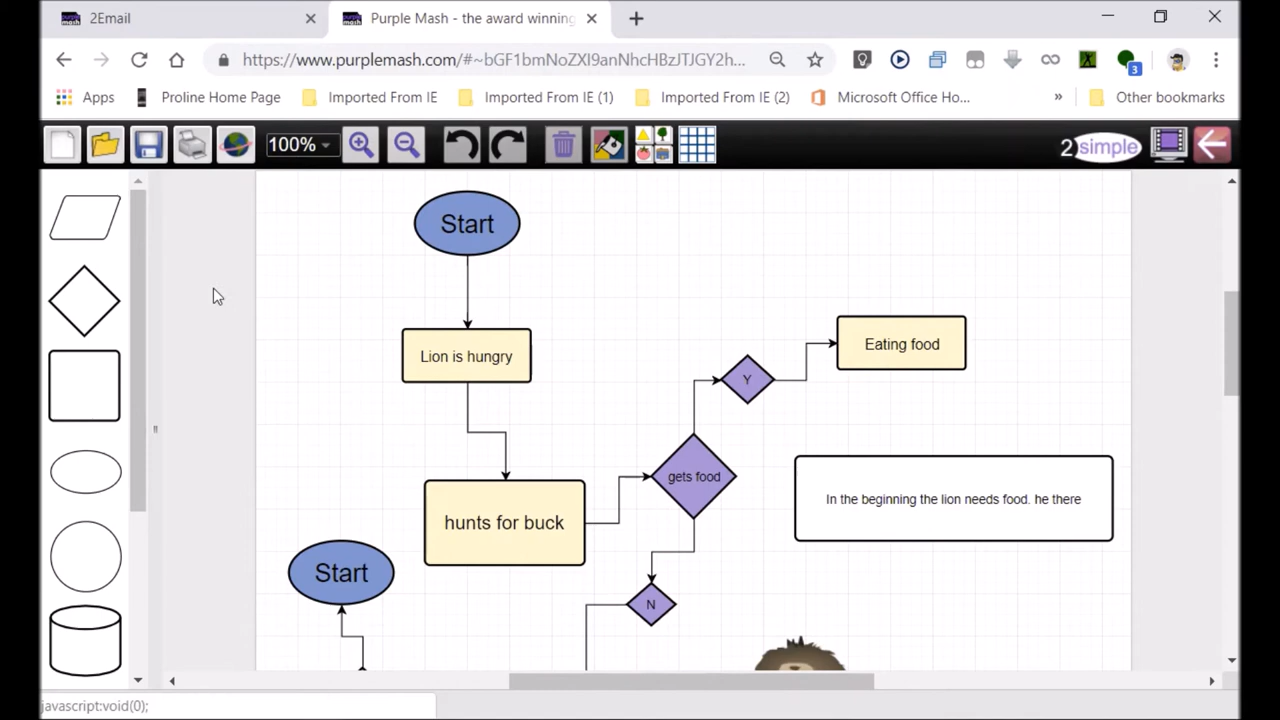 2Email
Purple Mash - the award winning
https://www.purplemash.com/#~bGF1bmNoZXI9anNhcHBzJTJGY2h...
3
Apps
Proline Home Page
Imported From IE
Imported From IE (1)
Imported From IE (2)
Microsoft Office Ho...
»
Other bookmarks
100%
2simple
Start
Lion is hungry
Eating food
Y
gets food
In the beginning the lion needs food. he there
hunts for buck
Start
N
javascript:void(0);